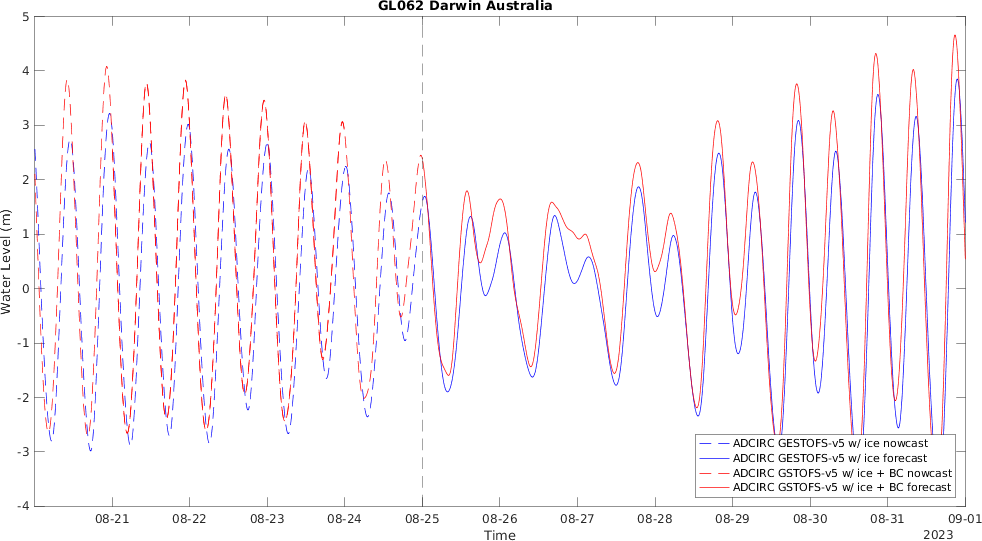 GL062 Darwin Australia
5
4
3
2
1
0
-1
-2
-3
-4
Water Level (m)
ADCIRC GESTOFS-v5 w/ ice nowcast
ADCIRC GESTOFS-v5 w/ ice forecast
ADCIRC GSTOFS-v5 w/ ice + BC nowcast
ADCIRC GSTOFS-v5 w/ ice + BC forecast
08-21 08-22 08-23 08-24 08-25 08-26 08-27 08-28 08-29 08-30 08-31 09-01
Time
2023